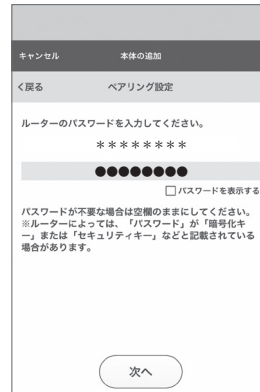 キャンセル 本体の追加
<戻る ペアリング設定
ルーターのパスワードを入力してください。
********
●●●●●●●●
パスワードを表示する
パスワードが不要な場合は空欄のままにしてください。
※ルーターによっては、「パスワード」が「暗号化キ
ー」または「セキュリティキー」などと記載されている
場合があります。
次へ